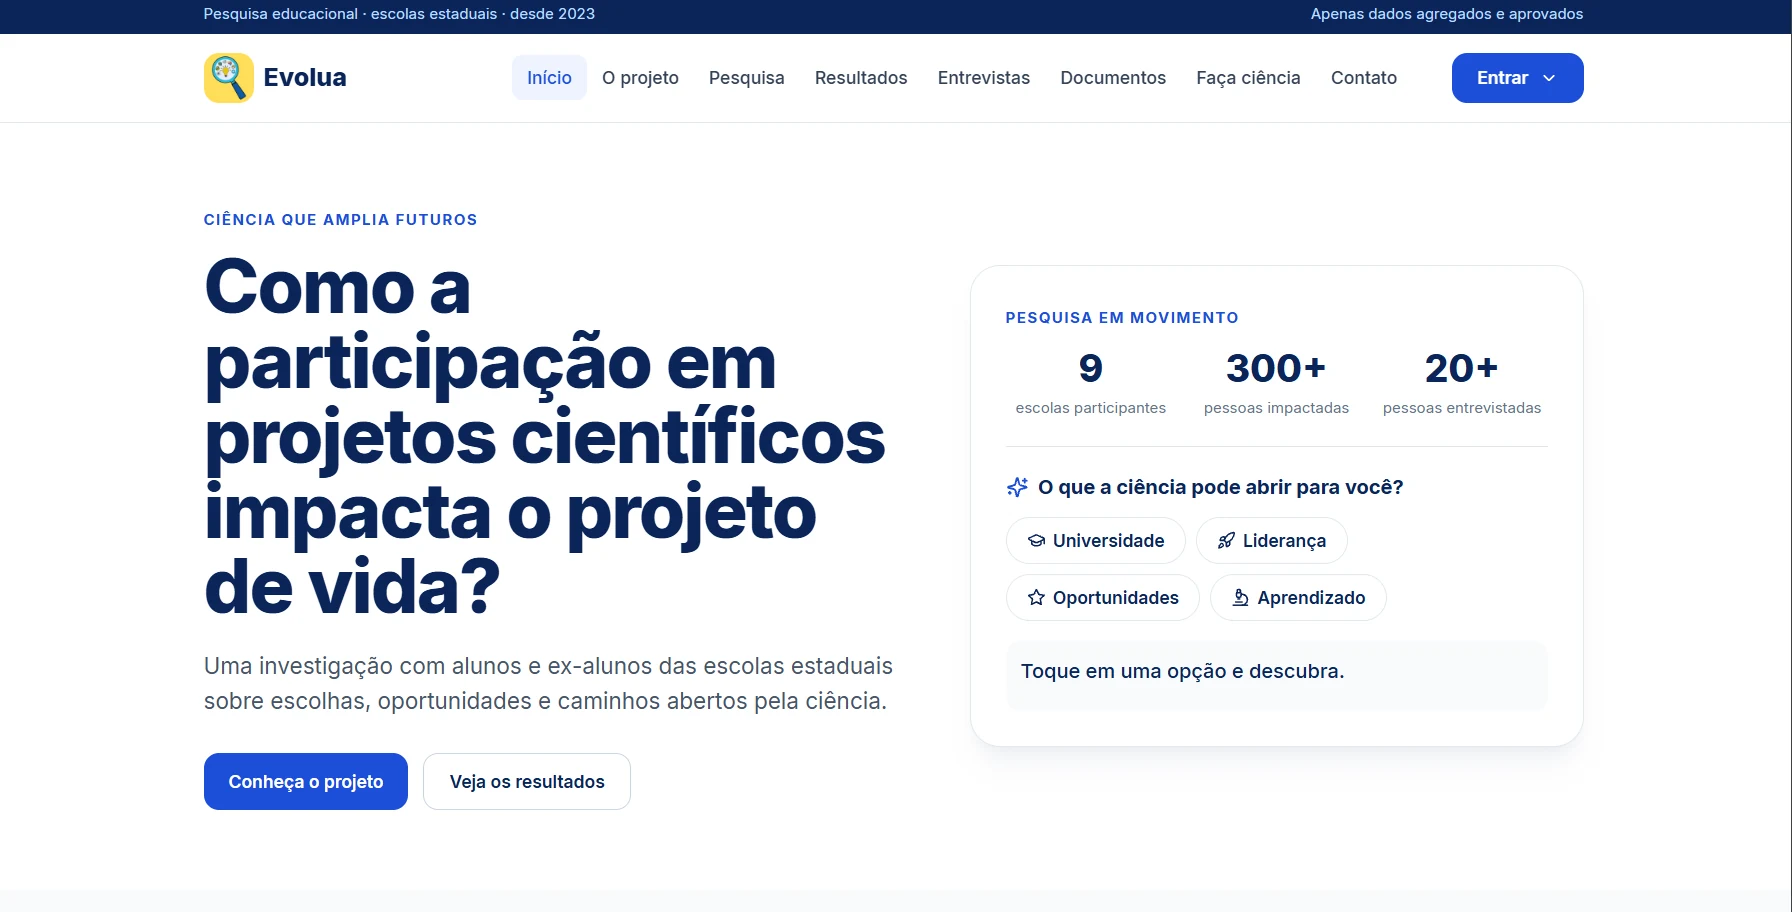 Pesquisa educacional · escolas estaduais · desde 2023
Apenas dados agregados e aprovados
Evolua
Início
O projeto
Pesquisa
Resultados
Entrevistas
Documentos
Faça ciência
Contato
Entrar
CIÊNCIA QUE AMPLIA FUTUROS
Como a
participação em
projetos científicos
impacta o projeto
de vida?
Uma investigação com alunos e ex-alunos das escolas estaduais
sobre escolhas, oportunidades e caminhos abertos pela ciência.
Conheça o projeto
Veja os resultados
PESQUISA EM MOVIMENTO
9
escolas participantes
300+
pessoas impactadas
20+
pessoas entrevistadas
O que a ciência pode abrir para você?
Universidade
Liderança
Oportunidades
Aprendizado
Toque em uma opção e descubra.